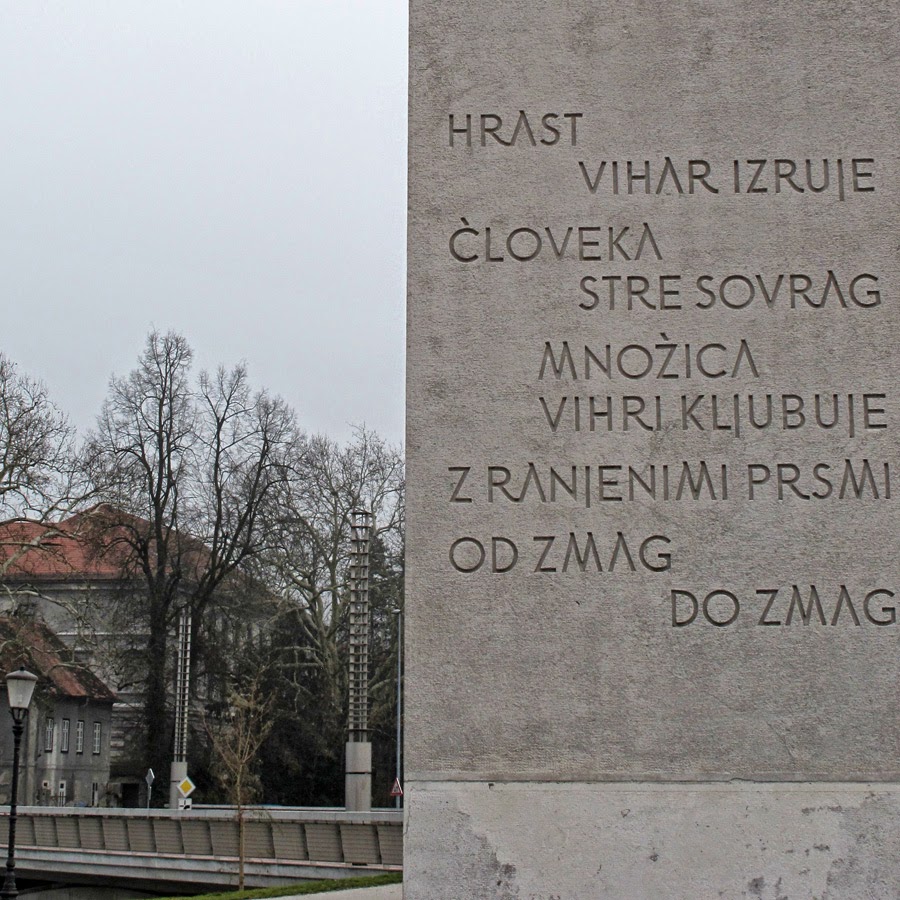 HRAST
VIHAR IZRUJE
ČLOVEKA
STRE SOVRAG
MNOŽICA
VIHRI KLJUBUJE
Z RANJENIMI PRSMI
OD ZMAG
DO ZMAG